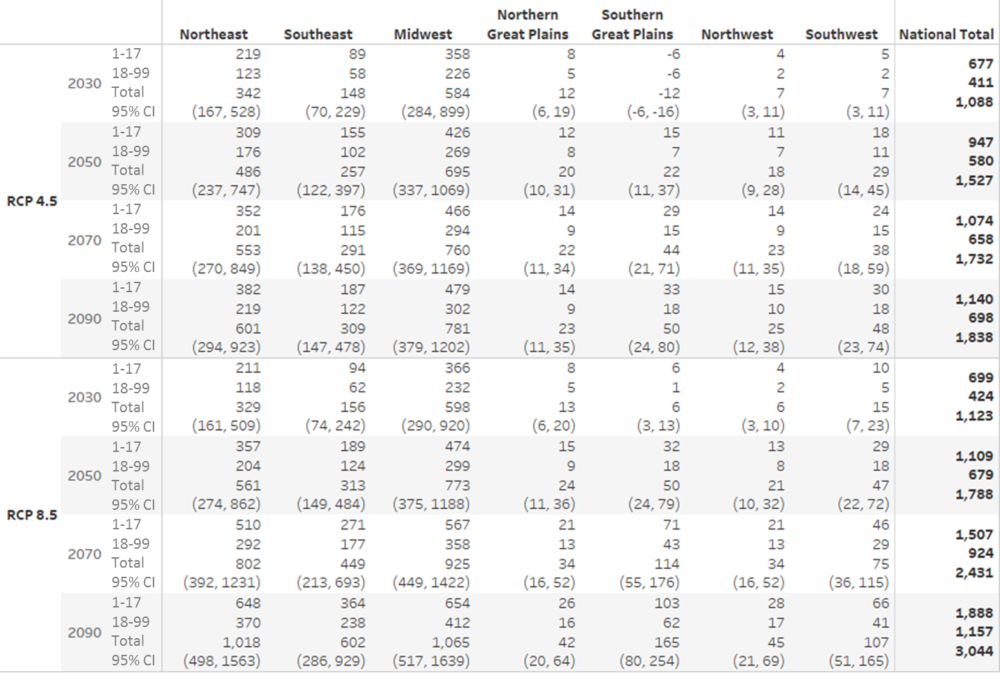 Northern Southern
Northeast Southeast Midwest Great Plains Great Plains Northwest Southwest National Total
1-17 219 89 358 8 -6 4 5 677
18-99 123 58 226 5 -6 2 2 411
2030
Total 342 148 584 12 -12 7 7 1,088
95% CI (167, 528) (70, 229) (284, 899) (6, 19) (-6, -16) (3, 11) (3, 11)
1-17 309 155 426 12 15 11 18 947
18-99 176 102 269 8 7 7 11 580
2050
Total 486 257 695 20 22 18 29 1,527
95% CI (237, 747) (122, 397) (337, 1069) (10, 31) (11, 37) (9, 28) (14, 45)
RCP 4.5
1-17 352 176 466 14 29 14 24 1,074
18-99 201 115 294 9 15 9 15 658
2070
Total 553 291 760 22 44 23 38 1,732
95% CI (270, 849) (138, 450) (369, 1169) (11, 34) (21, 71) (11, 35) (18, 59)
1-17 382 187 479 14 33 15 30 1,140
18-99 219 122 302 9 18 10 18 698
2090
Total 601 309 781 23 50 25 48 1,838
95% CI (294, 923) (147, 478) (379, 1202) (11, 35) (24, 80) (12, 38) (23, 74)
1-17 211 94 366 8 6 4 10 699
18-99 118 62 232 5 1 2 5 424
2030
Total 329 156 598 13 6 6 15 1,123
95% CI (161, 509) (74, 242) (290, 920) (6, 20) (3, 13) (3, 10) (7, 23)
1-17 357 189 474 15 32 13 29 1,109
18-99 204 124 299 9 18 8 18 679
2050
Total 561 313 773 24 50 21 47 1,788
95% CI (274, 862) (149, 484) (375, 1188) (11, 36) (24, 79) (10, 32) (22, 72)
RCP 8.5
1-17 510 271 567 21 71 21 46 1,507
18-99 292 177 358 13 43 13 29 924
2070
Total 802 449 925 34 114 34 75 2,431
95% CI (392, 1231) (213, 693) (449, 1422) (16, 52) (55, 176) (16, 52) (36, 115)
1-17 648 364 654 26 103 28 66 1,888
18-99 370 238 412 16 62 17 41 1,157
2090
Total 1,018 602 1,065 42 165 45 107 3,044
95% CI (498, 1563) (286, 929) (517, 1639) (20, 64) (80, 254) (21, 69) (51, 165)